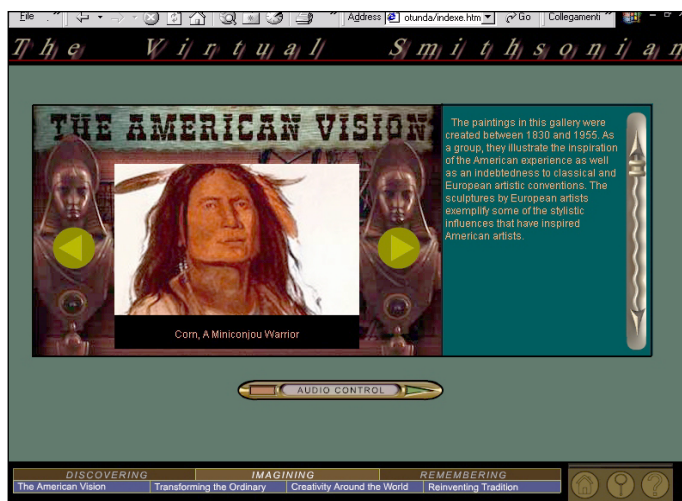 File
Address otunda/indexe.htm Go Collegamenti
The Virtual Smithsonian
THE AMERICAN VISION
The paintings in this gallery were
created between 1830 and 1955. As
a group, they illustrate the inspiration
of the American experience as well
as an indebtedness to classical and
European artistic conventions. The
sculptures by European artists
exemplify some of the stylistic
influences that have inspired
American artists.
Corn, A Miniconjou Warrior
AUDIO CONTROL
DISCOVERING IMAGINING REMEMBERING
The American Vision Transforming the Ordinary Creativity Around the World Reinventing Tradition